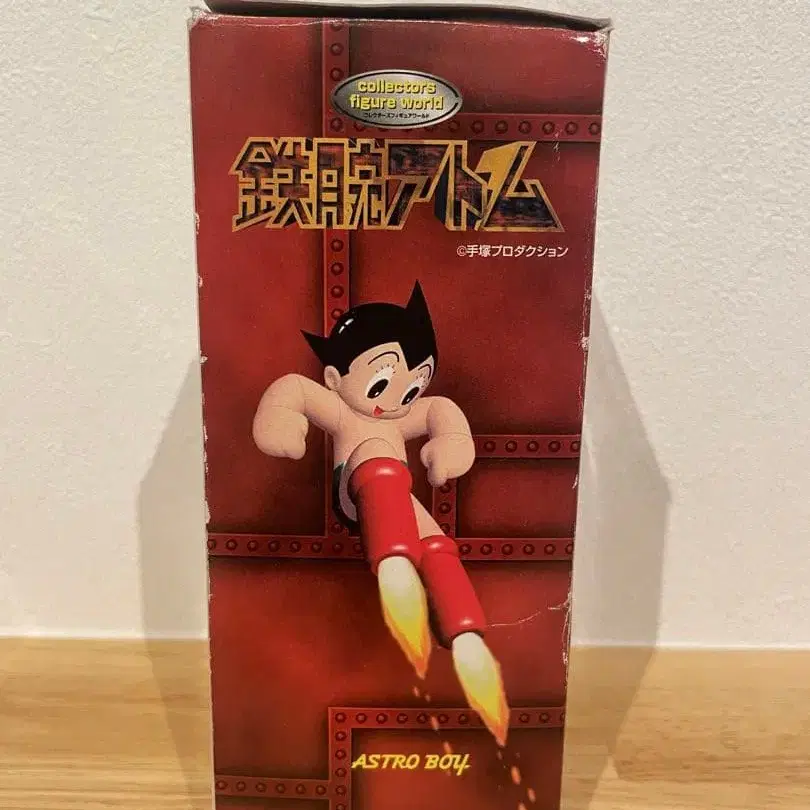 collectors
figure world
コレクターズフィギュアワールド
鉄腕アトム
©手塚プロダクション
ASTRO BOY